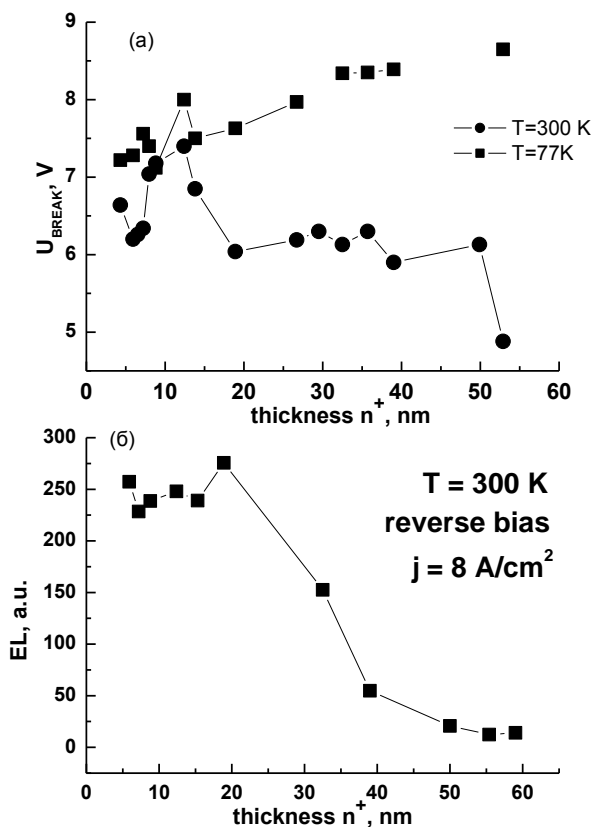 (a)
9
8
7
6
5
U BREAK, V
T=300 K
T=77K
0 10 20 30 40 50 60
thickness n⁺, nm
(б)
300
250
200
150
100
50
0
EL, a.u.
T = 300 K
reverse bias
j = 8 A/cm²
0 10 20 30 40 50 60
thickness n⁺, nm